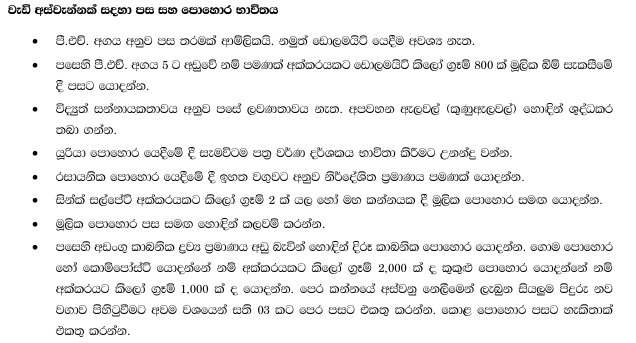 වැඩි අස්වැන්නක් සදහා පස සහ පොහොර භාවිතය
• පී.එච්. අගය අනුව පස තරමක් ආම්ලිකයි. නමුත් ඩොලමයිට් යෙදීම අවශ්‍ය නැත.
• පසෙහි පී.එච්. අගය 5 ට අඩුවේ නම් පමණක් අක්කරයකට ඩොලමයිට් කිලෝ ග්‍රෑම් 800 ක් මූලික බිම් සැකසීමේ
දී පසට යොදන්න.
• විද්‍යුත් සන්නායකතාවය අනුව පසේ ලවණතාවය නැත. අපවහන ඇලවල් (කුණුඇලවල්) හොඳින් ශුද්ධකර
තබා ගන්න.
• යූරියා පොහොර යෙදීමේ දී සැමවිටම පත්‍ර වර්ණ දර්ශකය භාවිතා කිරීමට උනන්දු වන්න.
• රසායනික පොහොර යෙදීමේ දී ඉහත වගුවට අනුව නිර්දේශිත ප්‍රමාණය පමණක් යොදන්න.
• සින්ක් සල්පේට් අක්කරයකට කිලෝ ග්‍රෑම් 2 ක් යල හෝ මහ කන්නයක දී මූලික පොහොර සමඟ යොදන්න.
• මූලික පොහොර පස සමඟ හොඳින් කලවම් කරන්න.
• පසෙහි අඩංගු කාබනික ද්‍රව්‍ය ප්‍රමාණය අඩු බැවින් හොඳින් දිරූ කාබනික පොහොර යොදන්න. ගොම පොහොර
හෝ කොම්පෝස්ට් යොදන්නේ නම් අක්කරයකට කිලෝ ග්‍රෑම් 2,000 ක් ද කුකුළු පොහොර යොදන්නේ නම්
අක්කරයට කිලෝ ග්‍රෑම් 1,000 ක් ද යොදන්න. පෙර කන්නයේ අස්වනු නෙලීමෙන් ලැබුන සියලුම පිදුරු නව
වගාව පිහිටුවීමට අවම වශයෙන් සති 03 කට පෙර පසට එකතු කරන්න. කොළ පොහොර පසට හැකිතාක්
එකතු කරන්න.